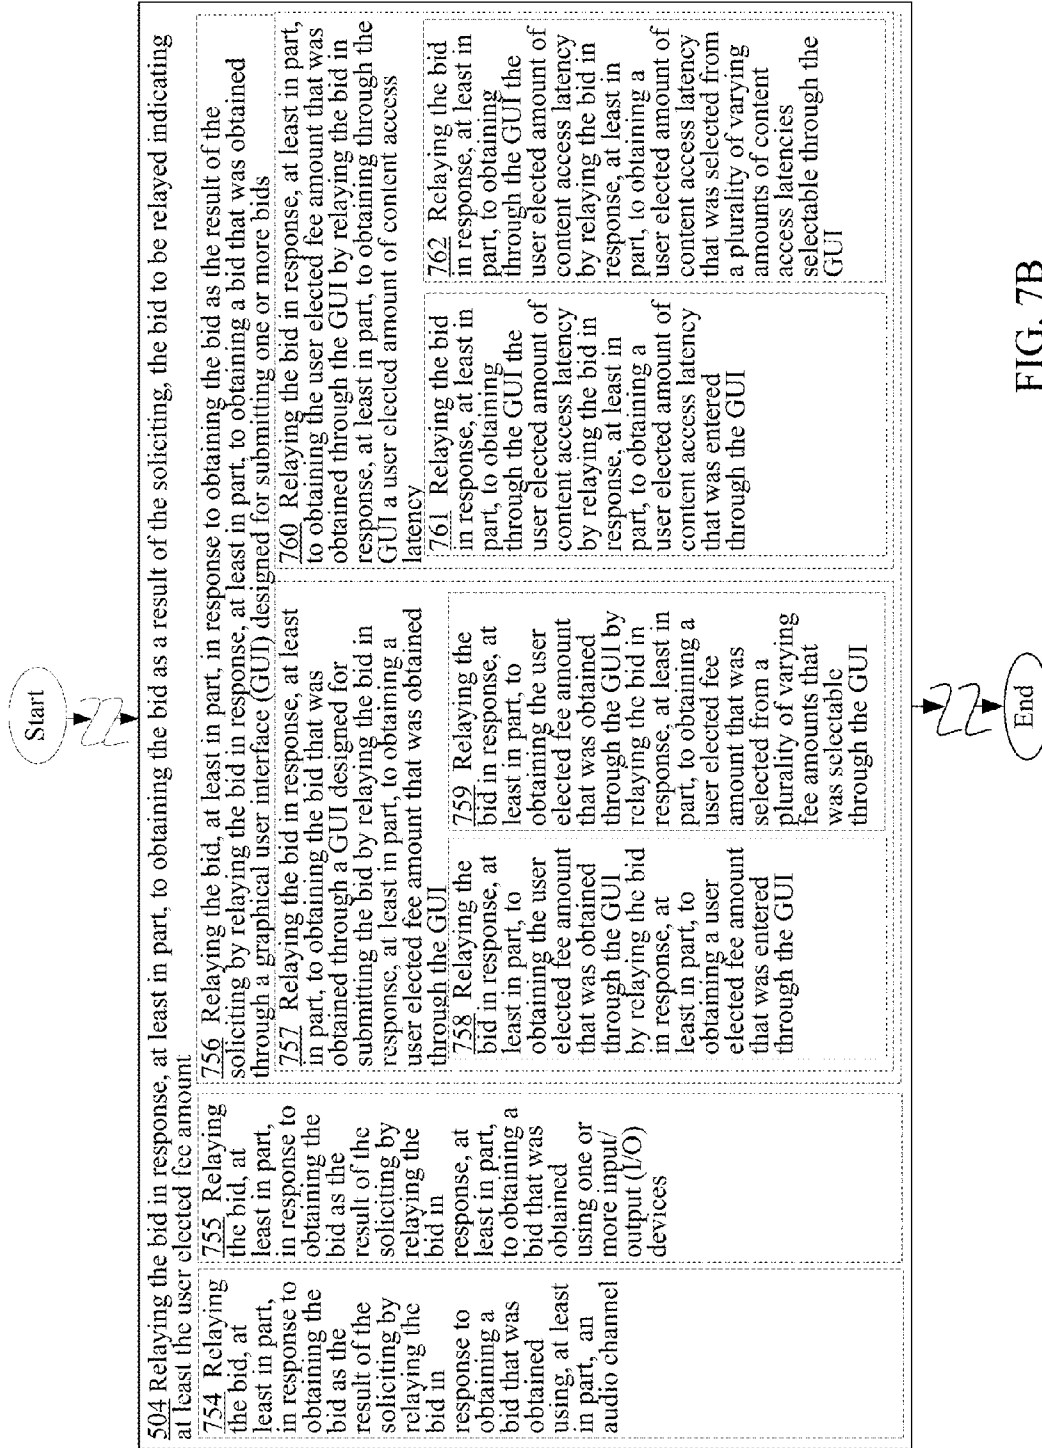 Start
504 Relaying the bid in response, at least in part, to obtaining the bid as a result of the soliciting, the bid to be relayed indicating
at least the user elected fee amount
754 Relaying
the bid, at
least in part,
in response to
obtaining the
bid as the
result of the
soliciting by
relaying the
bid in
response to
obtaining a
bid that was
obtained
using, at least
in part, an
audio channel
755 Relaying
the bid, at
least in part,
in response to
obtaining the
bid as the
result of the
soliciting by
relaying the
bid in
response, at
least in part,
to obtaining a
bid that was
obtained
using one or
more input/
output (I/O)
devices
756 Relaying the bid, at least in part, in response to obtaining the bid as the result of the
soliciting by relaying the bid in response, at least in part, to obtaining a bid that was obtained
through a graphical user interface (GUI) designed for submitting one or more bids
757 Relaying the bid in response, at least
in part, to obtaining the bid that was
obtained through a GUI designed for
submitting the bid by relaying the bid in
response, at least in part, to obtaining a
user elected fee amount that was obtained
through the GUI
758 Relaying the
bid in response, at
least in part, to
obtaining the user
elected fee amount
that was obtained
through the GUI
by relaying the bid
in response, at
least in part, to
obtaining a user
elected fee amount
that was entered
through the GUI
759 Relaying the
bid in response, at
least in part, to
obtaining the user
elected fee amount
that was obtained
through the GUI by
relaying the bid in
response, at least in
part, to obtaining a
user elected fee
amount that was
selected from a
plurality of varying
fee amounts that
was selectable
through the GUI
760 Relaying the bid in response, at least in part,
to obtaining the user elected fee amount that was
obtained through the GUI by relaying the bid in
response, at least in part, to obtaining through the
GUI a user elected amount of content access
latency
761 Relaying the bid
in response, at least in
part, to obtaining
through the GUI the
user elected amount of
content access latency
by relaying the bid in
response, at least in
part, to obtaining a
user elected amount of
content access latency
that was entered
through the GUI
762 Relaying the bid
in response, at least in
part, to obtaining
through the GUI the
user elected amount of
content access latency
by relaying the bid in
response, at least in
part, to obtaining a
user elected amount of
content access latency
that was selected from
a plurality of varying
amounts of content
access latencies
selectable through the
GUI
End
FIG. 7B